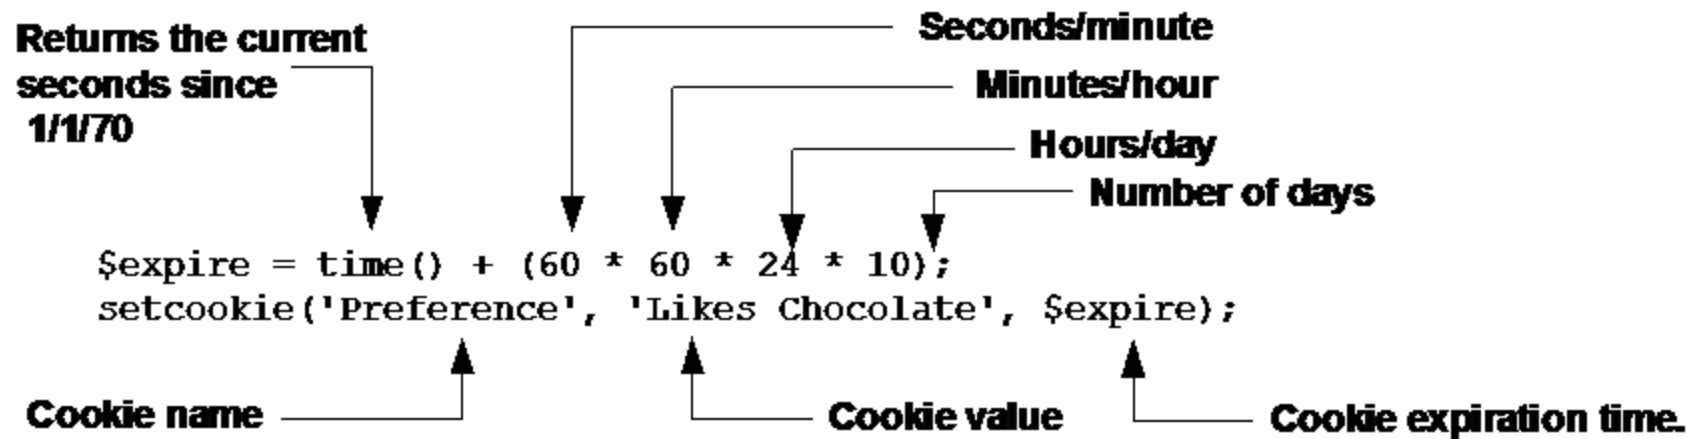 Returns the current
seconds since
1/1/70
Seconds/minute
Minutes/hour
Hours/day
Number of days
$expire = time() + (60 * 60 * 24 * 10);
setcookie('Preference', 'Likes Chocolate', $expire);
Cookie name
Cookie value
Cookie expiration time.